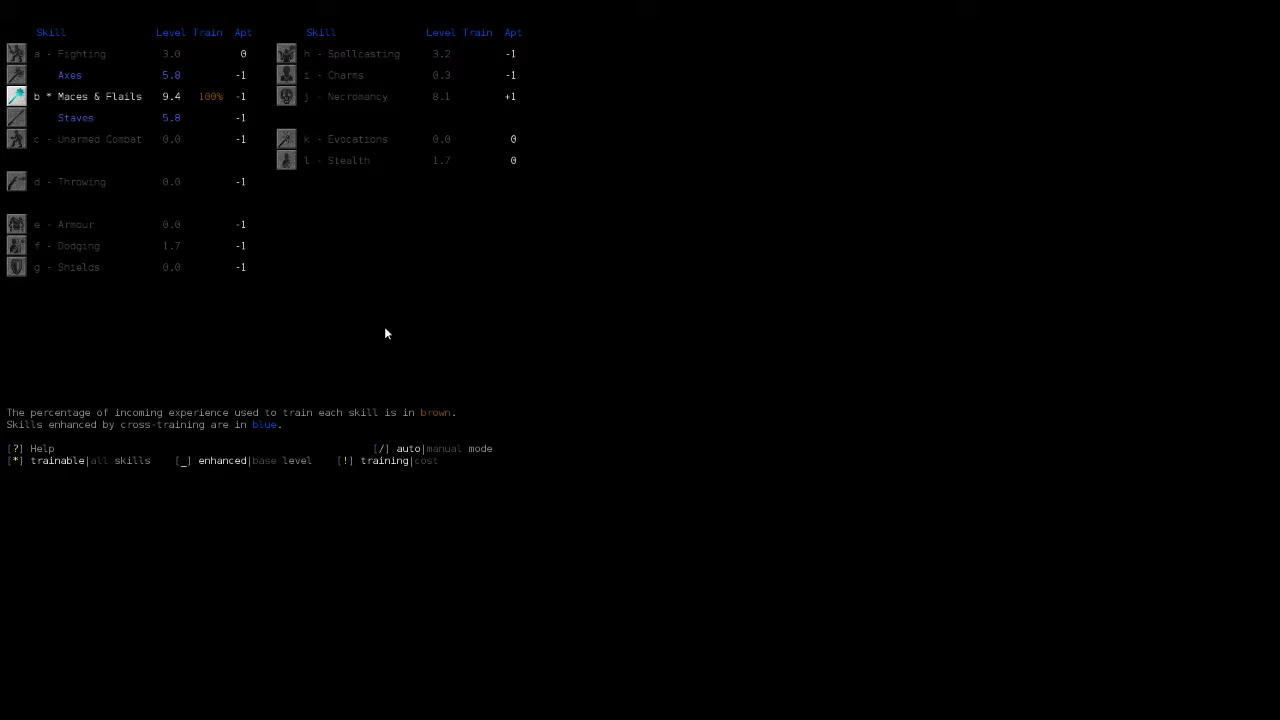 Skill Level Train Apt Skill Level Train Apt
a - Fighting 3.0 0 h - Spellcasting 3.2 -1
Axes 5.8 -1 i - Charms 0.3 -1
b * Maces & Flails 9.4 100% -1 j - Necromancy 8.1 +1
Staves 5.8 -1
c - Unarmed Combat 0.0 -1 k - Evocations 0.0 0
l - Stealth 1.7 0
d - Throwing 0.0 -1
e - Armour 0.0 -1
f - Dodging 1.7 -1
g - Shields 0.0 -1
The percentage of incoming experience used to train each skill is in brown.
Skills enhanced by cross-training are in blue.
[?] Help [/] auto|manual mode
[*] trainable|all skills [_] enhanced|base level [!] training|cost